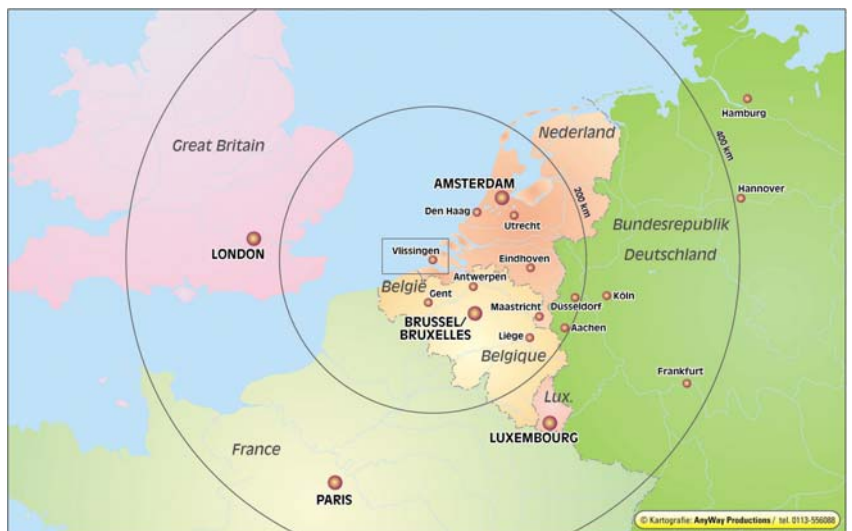 Hamburg
Nederland
Great Britain
400 km
AMSTERDAM
Hannover
200 km
Den Haag
Utrecht
Bundesrepublik
Deutschland
LONDON
Vlissingen
Eindhoven
België
Antwerpen
Gent
Düsseldorf
Köln
Maastricht
BRUSSEL/
BRUXELLES
Aachen
Liège
Belgique
Frankfurt
Lux.
LUXEMBOURG
France
PARIS
© Kartografie: AnyWay Productions / tel. 0113-556088